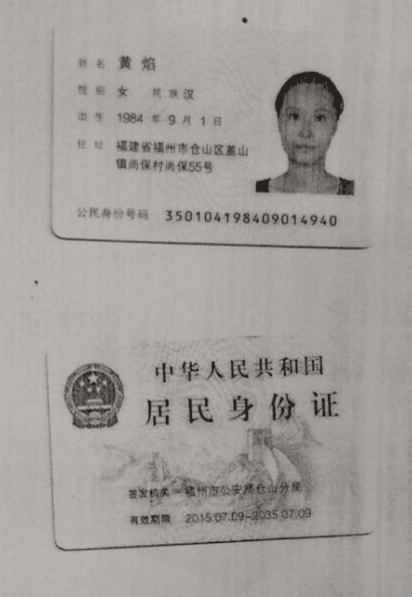 姓名 黄焰
性别 女 民族汉
出生 1984 年 9 月 1 日
住址 福建省福州市仓山区盖山
镇尚保村尚保55号
公民身份号码 350104198409014940
中华人民共和国
居民身份证
签发机关 福州市公安局仓山分局
有效期限 2015.07.09-2035.07.09